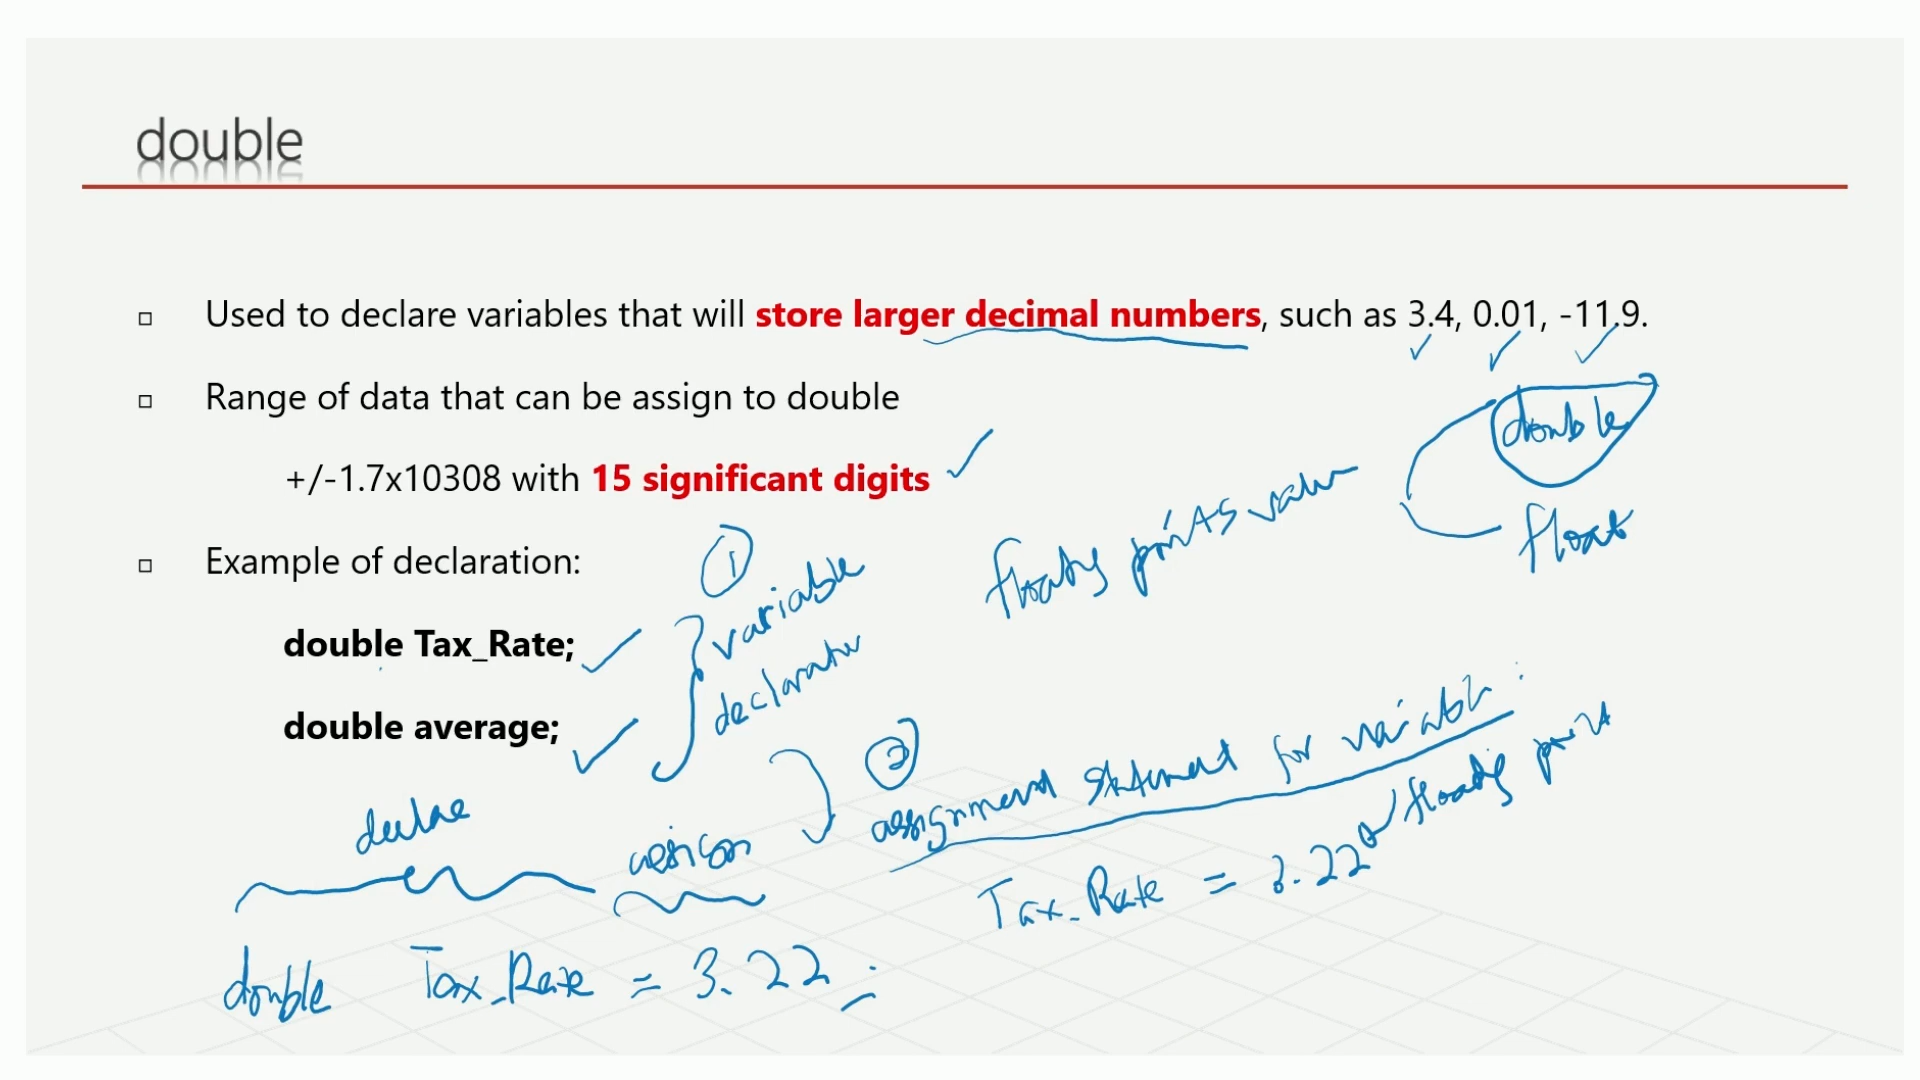 double
Used to declare variables that will store larger decimal numbers, such as 3.4, 0.01, -11.9.
Range of data that can be assign to double
double
+/-1.7x10308 with 15 significant digits
float
floating points value
Example of declaration:
1
variable
double Tax_Rate;
declaration
double average;
2
assignment statement for variable:
declare
assign
floating point
Tax_Rate = 3.22
double Tax_Rate = 3.22;